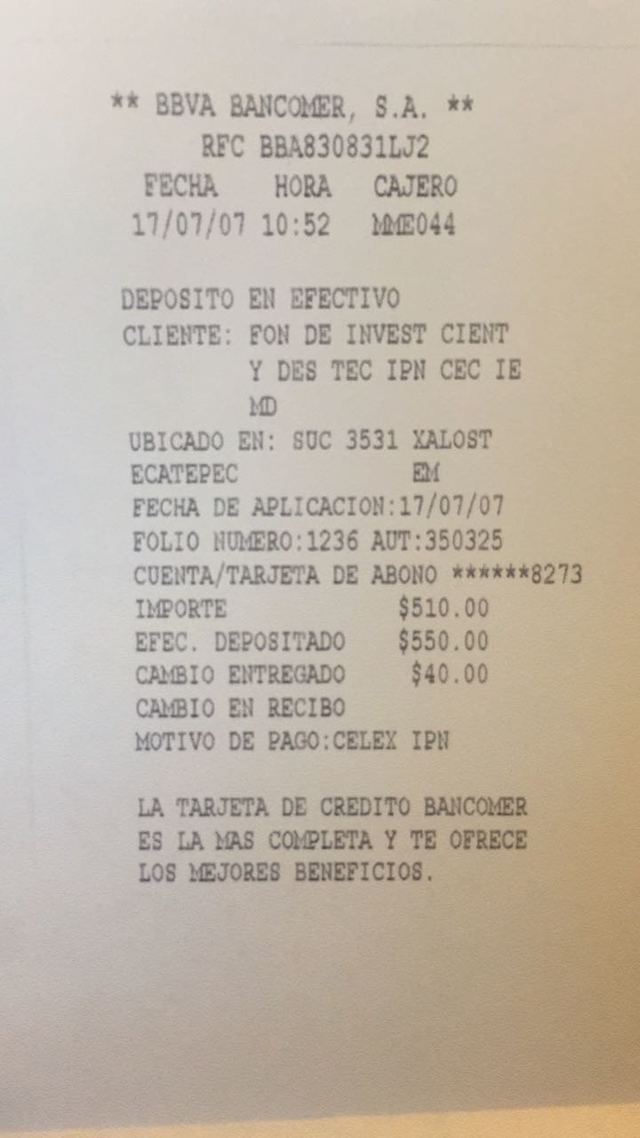 ** BBVA BANCOMER, S.A. **
RFC BBA830831LJ2
FECHA HORA CAJERO
17/07/07 10:52 MME044
DEPOSITO EN EFECTIVO
CLIENTE: FON DE INVEST CIENT
Y DES TEC IPN CEC IE
MD
UBICADO EN: SUC 3531 XALOST
ECATEPEC EM
FECHA DE APLICACION:17/07/07
FOLIO NUMERO:1236 AUT:350325
CUENTA/TARJETA DE ABONO ******8273
IMPORTE $510.00
EFEC. DEPOSITADO $550.00
CAMBIO ENTREGADO $40.00
CAMBIO EN RECIBO
MOTIVO DE PAGO:CELEX IPN
LA TARJETA DE CREDITO BANCOMER
ES LA MAS COMPLETA Y TE OFRECE
LOS MEJORES BENEFICIOS.